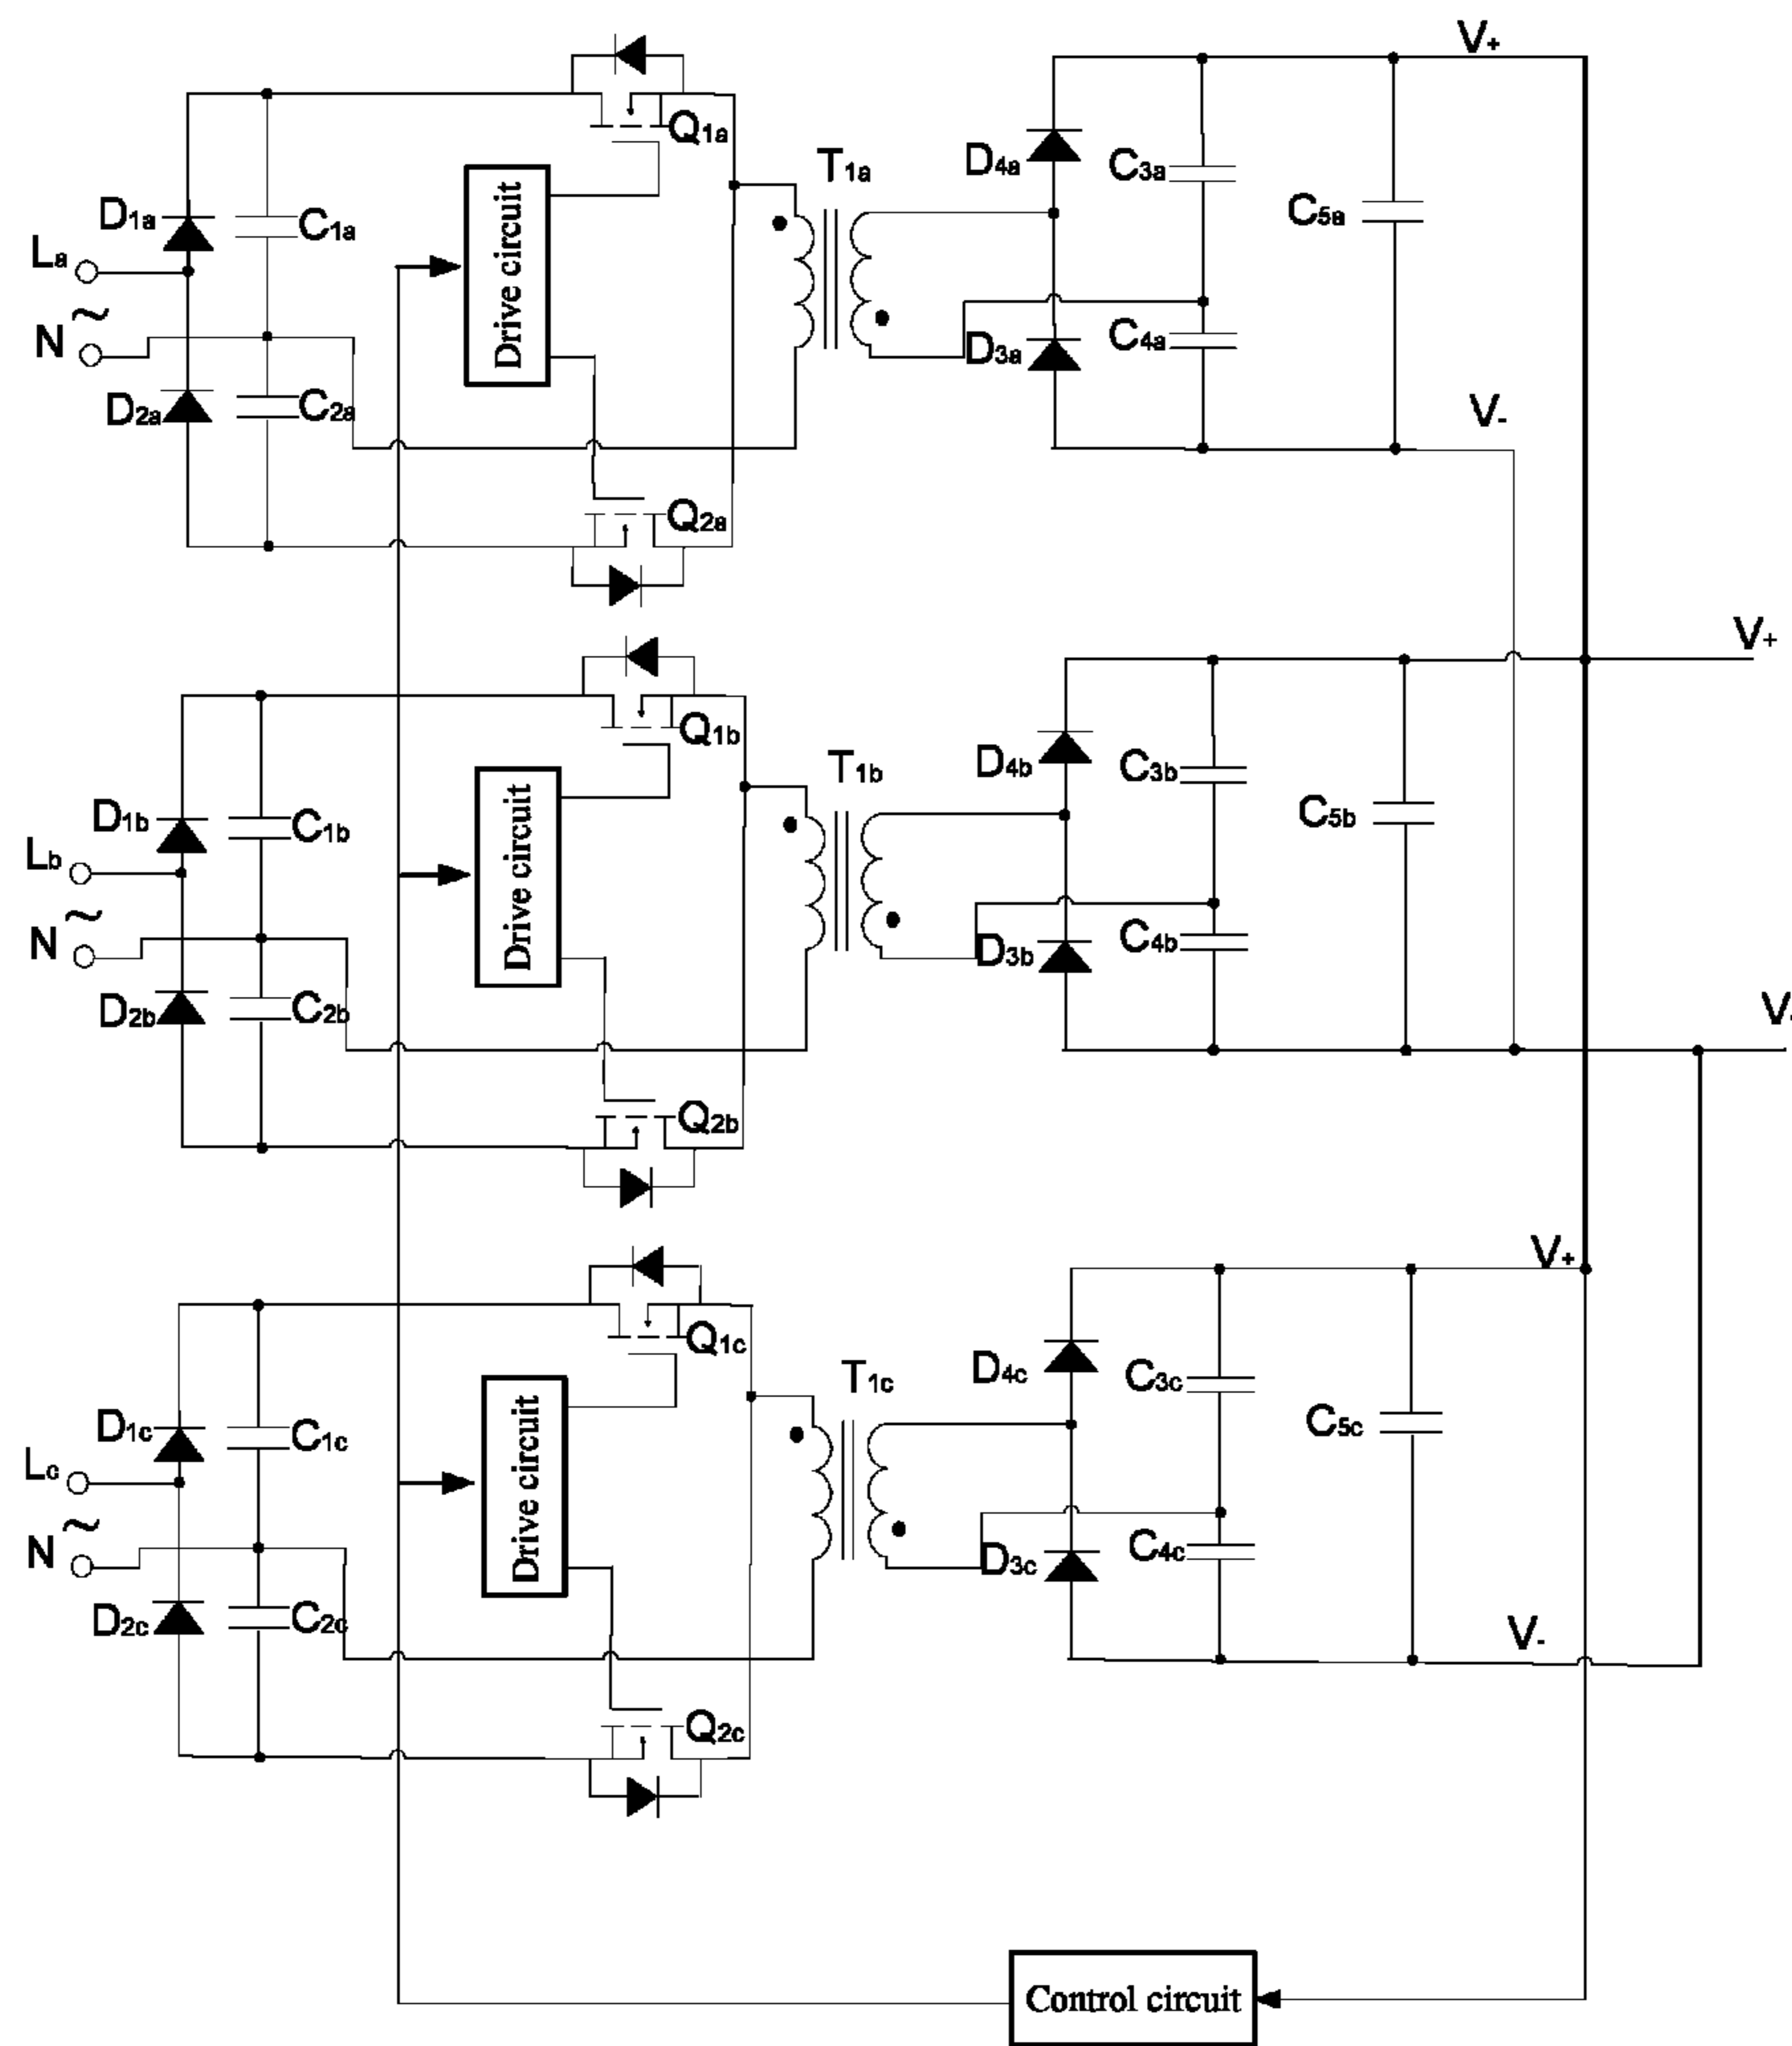 V+
Q1a
T1a
D4a
C3a
C5a
D1a
C1a
La
~
N
Drive circuit
D3a
C4a
D2a
C2a
V-
Q2a
V+
Q1b
T1b
D4b
C3b
C5b
D1b
C1b
Lb
~
N
Drive circuit
D3b
C4b
D2b
C2b
V-
Q2b
V+
Q1c
T1c
D4c
C3c
C5c
D1c
C1c
Lc
~
N
Drive circuit
D3c
C4c
D2c
C2c
V-
Q2c
Control circuit